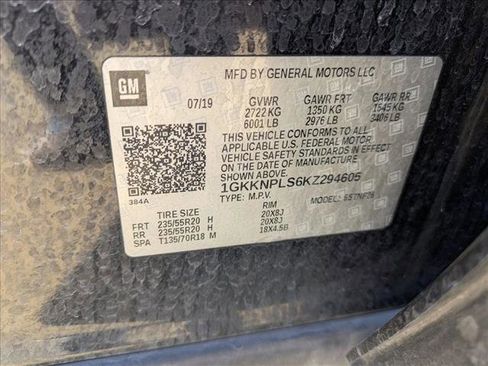 GM
MFD BY GENERAL MOTORS LLC
07/19 GVWR GAWR FRT GAWR RR
2722 KG 1350 KG 1545 KG
6001 LB 2976 LB 3406 LB
THIS VEHICLE CONFORMS TO ALL
APPLICABLE U.S. FEDERAL MOTOR
VEHICLE SAFETY STANDARDS IN EFFECT
ON THE DATE OF MANUFACTURE
384A 1GKKNPLS6KZ294605
TYPE: M.P.V. MODEL:
TIRE SIZE RIM
FRT 235/55R20 H 20X8J
RR 235/55R20 H 20X8J
SPA T135/70R18 M 18X4.5B